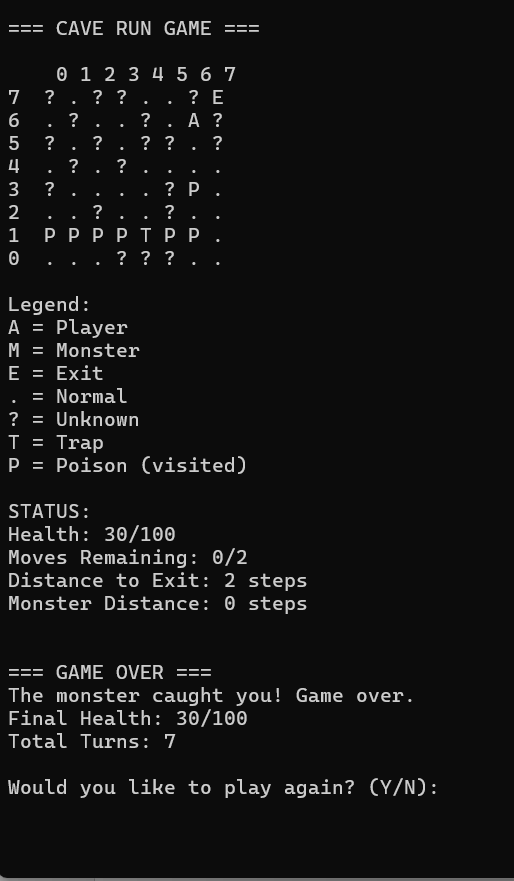 === CAVE RUN GAME ===
    0 1 2 3 4 5 6 7
7  ? . ? ? . . ? E
6  . ? . . ? . A ?
5  ? . ? . ? ? . ?
4  . ? . ? . . . .
3  ? . . . . ? P .
2  . . ? . . ? . .
1  P P P P T P P .
0  . . . ? ? ? . .
Legend:
A = Player
M = Monster
E = Exit
. = Normal
? = Unknown
T = Trap
P = Poison (visited)
STATUS:
Health: 30/100
Moves Remaining: 0/2
Distance to Exit: 2 steps
Monster Distance: 0 steps
=== GAME OVER ===
The monster caught you! Game over.
Final Health: 30/100
Total Turns: 7
Would you like to play again? (Y/N):